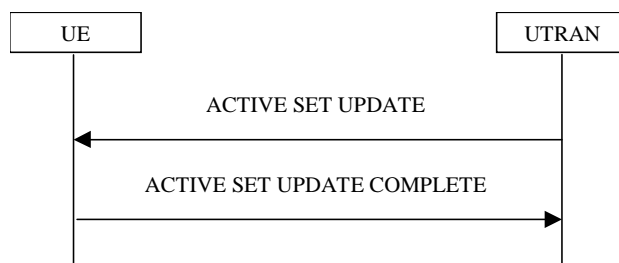 UE
UTRAN
ACTIVE SET UPDATE
ACTIVE SET UPDATE COMPLETE